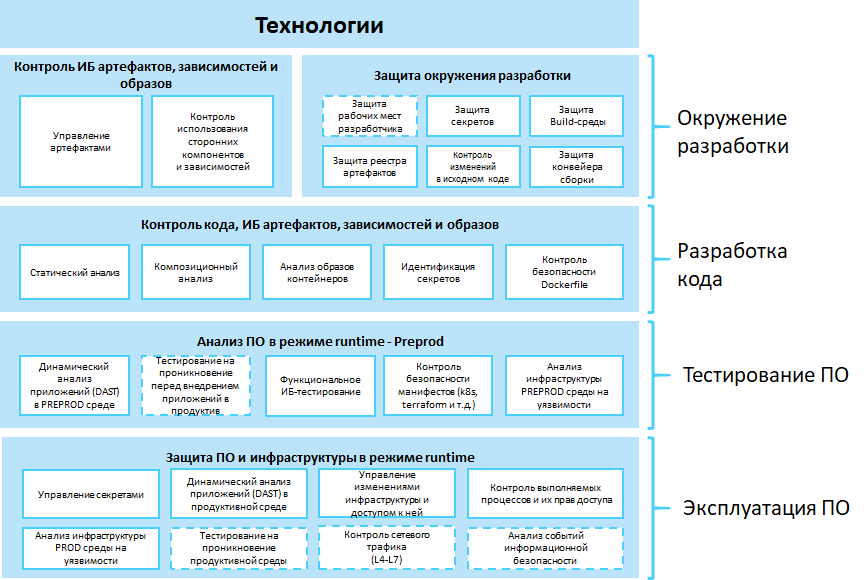 Технологии
Контроль ИБ артефактов, зависимостей и
образов
Управление
артефактами
Контроль
использования
сторонних
компонентов
и зависимостей
Защита окружения разработки
Защита
рабочих мест
разработчика
Защита
секретов
Защита
Build-среды
Защита реестра
артефактов
Контроль
изменений
в исходном коде
Защита
конвейера
сборки
Окружение
разработки
Контроль кода, ИБ артефактов, зависимостей и образов
Статический анализ
Композиционный
анализ
Анализ образов
контейнеров
Идентификация
секретов
Контроль
безопасности
Dockerfile
Разработка
кода
Анализ ПО в режиме runtime - Preprod
Динамический
анализ
приложений (DAST)
в PREPROD среде
Тестирование на
проникновение
перед внедрением
приложений в
продуктив
Функциональное
ИБ-тестирование
Контроль
безопасности
манифестов (k8s,
terraform и т.д.)
Анализ
инфраструктуры
PREPROD среды на
уязвимости
Тестирование ПО
Защита ПО и инфраструктуры в режиме runtime
Управление секретами
Динамический анализ
приложений (DAST) в
продуктивной среде
Управление
изменениями
инфраструктуры и
доступом к ней
Контроль выполняемых
процессов и их прав доступа
Анализ инфраструктуры
PROD среды на
уязвимости
Тестирование на
проникновение
продуктивной среды
Контроль сетевого
трафика
(L4-L7)
Анализ событий
информационной
безопасности
Эксплуатация ПО